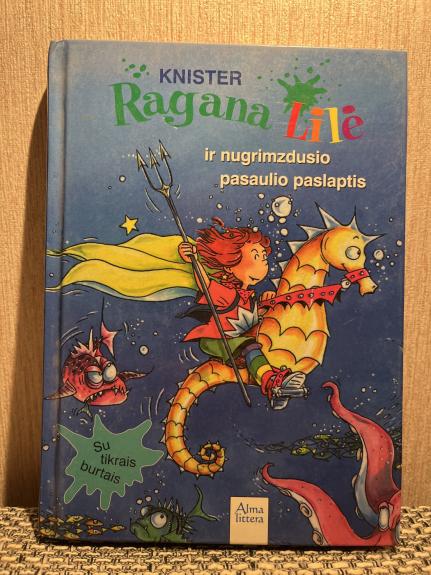 KNISTER
Ragana Lilė
ir nugrimzdusio
pasaulio paslaptis
Su
tikrais
burtais
Alma
littera